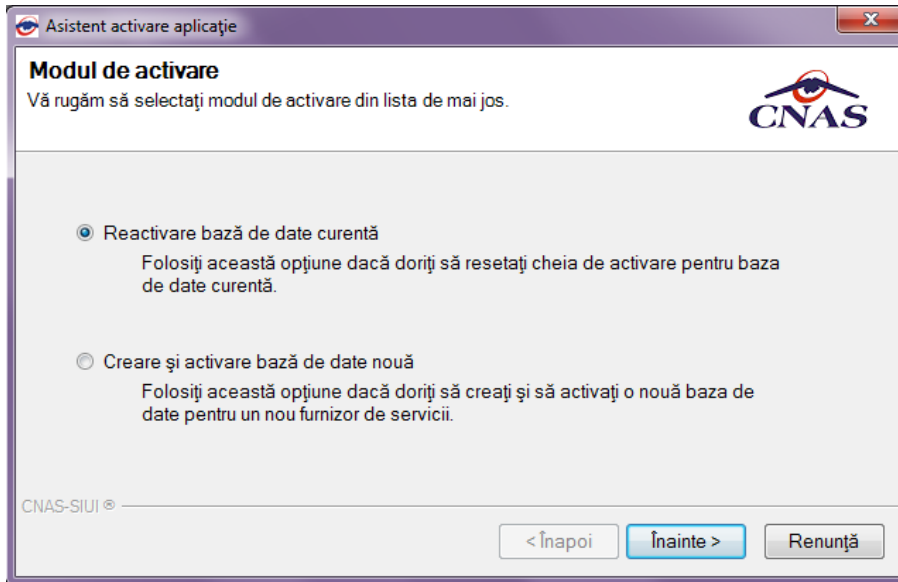 Asistent activare aplicaţie
Modul de activare
Vă rugăm să selectaţi modul de activare din lista de mai jos.
CNAS
Reactivare bază de date curentă
Folosiţi această opţiune dacă doriţi să resetaţi cheia de activare pentru baza
de date curentă.
Creare şi activare bază de date nouă
Folosiţi această opţiune dacă doriţi să creaţi şi să activaţi o nouă baza de
date pentru un nou furnizor de servicii.
CNAS-SIUI ®
< Înapoi
Înainte >
Renunţă